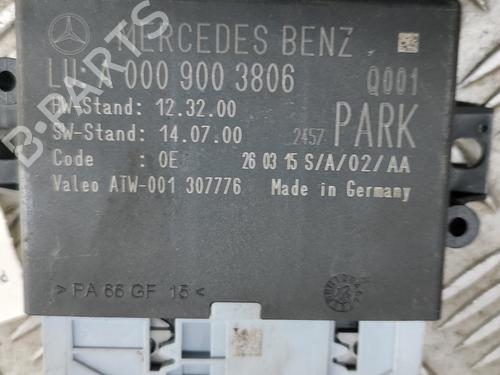 MERCEDES BENZ
LU: A 000 900 3806 Q001
HW-Stand: 12.32.00
SW-Stand: 14.07.00 2457 PARK
Code : 0E 26 03 15 S/A/02/AA
Valeo ATW-001 307776 Made in Germany
>PA 66 GF 15<
B-PARTS